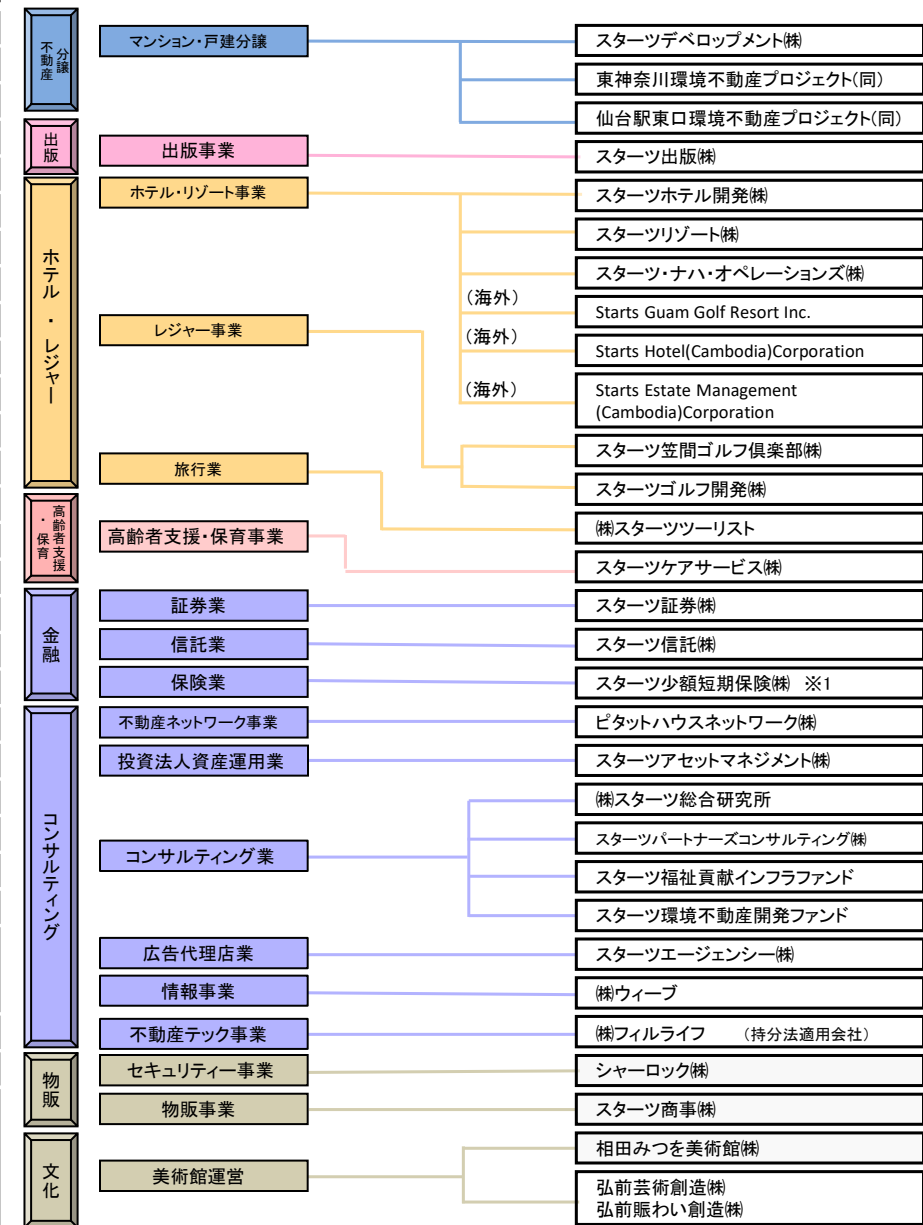 不動産
分譲
マンション・戸建分譲
スターツデベロップメント㈱
東神奈川環境不動産プロジェクト(同)
仙台駅東口環境不動産プロジェクト(同)
出版
出版事業
スターツ出版㈱
ホテル・レジャー
ホテル・リゾート事業
スターツホテル開発㈱
スターツリゾート㈱
スターツ・ナハ・オペレーションズ㈱
(海外)
Starts Guam Golf Resort Inc.
(海外)
Starts Hotel(Cambodia)Corporation
(海外)
Starts Estate Management
(Cambodia)Corporation
レジャー事業
スターツ笠間ゴルフ倶楽部㈱
スターツゴルフ開発㈱
旅行業
㈱スターツツーリスト
高齢者支援
・保育
高齢者支援・保育事業
スターツケアサービス㈱
金融
証券業
スターツ証券㈱
信託業
スターツ信託㈱
保険業
スターツ少額短期保険㈱ ※1
コンサルティング
不動産ネットワーク事業
ピタットハウスネットワーク㈱
投資法人資産運用業
スターツアセットマネジメント㈱
コンサルティング業
㈱スターツ総合研究所
スターツパートナーズコンサルティング㈱
スターツ福祉貢献インフラファンド
スターツ環境不動産開発ファンド
広告代理店業
スターツエージェンシー㈱
情報事業
㈱ウィーブ
不動産テック事業
㈱フィルライフ (持分法適用会社)
物販
セキュリティー事業
シャーロック㈱
物販事業
スターツ商事㈱
文化
美術館運営
相田みつを美術館㈱
弘前芸術創造㈱
弘前賑わい創造㈱